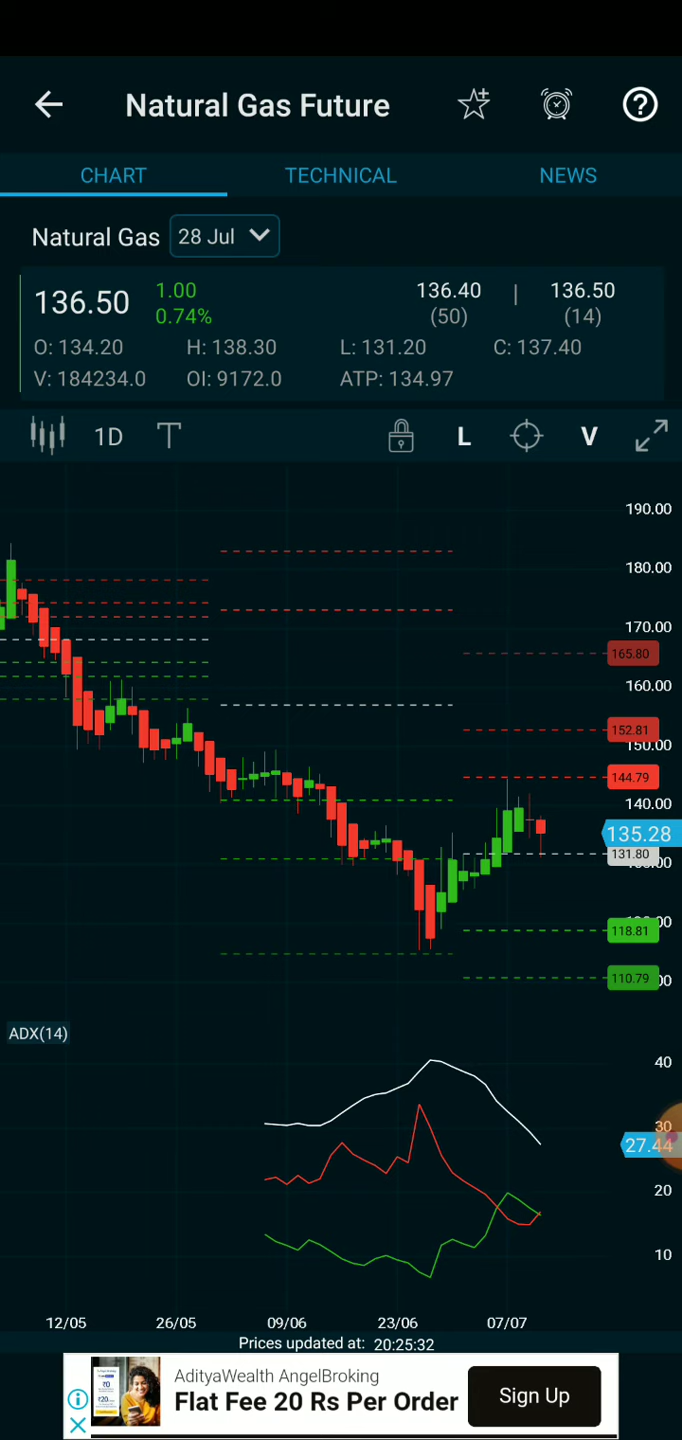 Natural Gas Future
CHART TECHNICAL NEWS
Natural Gas 28 Jul
136.50 1.00 0.74% 136.40 (50) | 136.50 (14)
O: 134.20 H: 138.30 L: 131.20 C: 137.40
V: 184234.0 OI: 9172.0 ATP: 134.97
1D T L V
190.00
180.00
170.00
165.80
160.00
152.81
150.00
144.79
140.00
135.28
131.80
118.81
110.79
ADX(14)
40
30
27.44
20
10
12/05 26/05 09/06 23/06 07/07
Prices updated at: 20:25:32
AdityaWealth AngelBroking
Flat Fee 20 Rs Per Order
Sign Up